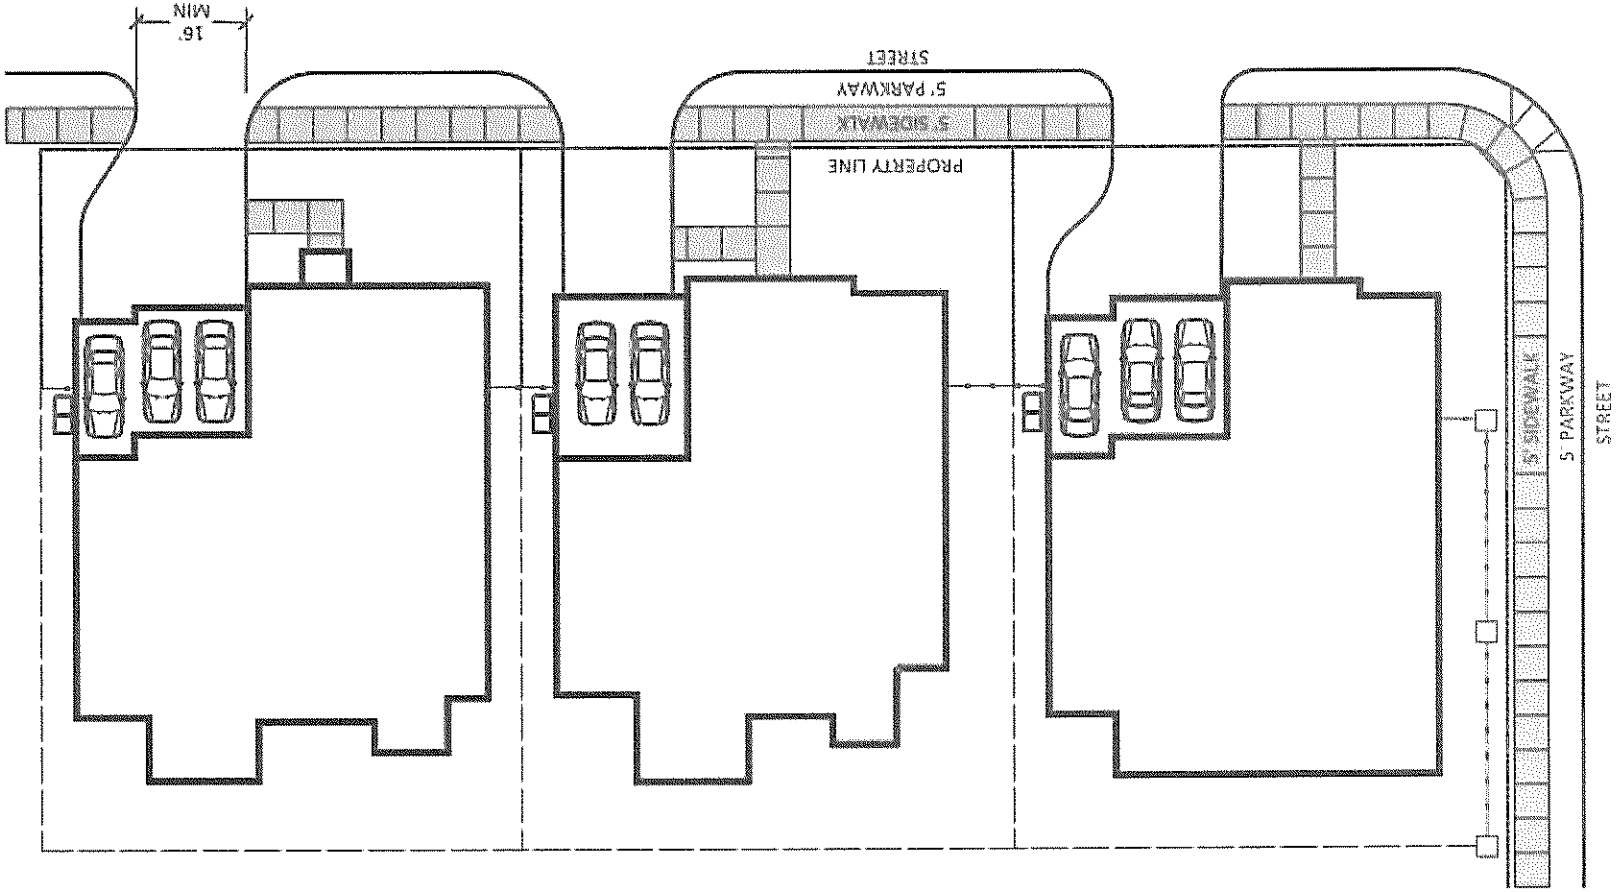 16'
MIN
STREET
5' PARKWAY
5' SIDEWALK
PROPERTY LINE
5' SIDEWALK
5' PARKWAY
STREET